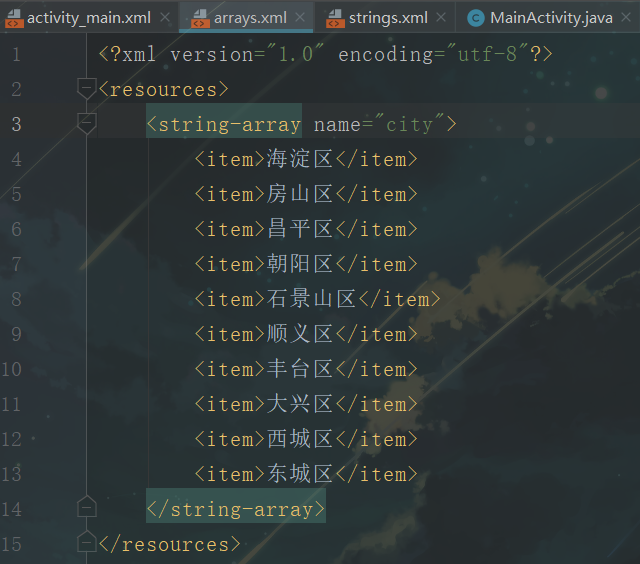 activity_main.xml arrays.xml strings.xml MainActivity.java
1 <?xml version="1.0" encoding="utf-8"?>
2 <resources>
3 <string-array name="city">
4 <item>海淀区</item>
5 <item>房山区</item>
6 <item>昌平区</item>
7 <item>朝阳区</item>
8 <item>石景山区</item>
9 <item>顺义区</item>
10 <item>丰台区</item>
11 <item>大兴区</item>
12 <item>西城区</item>
13 <item>东城区</item>
14 </string-array>
15 </resources>